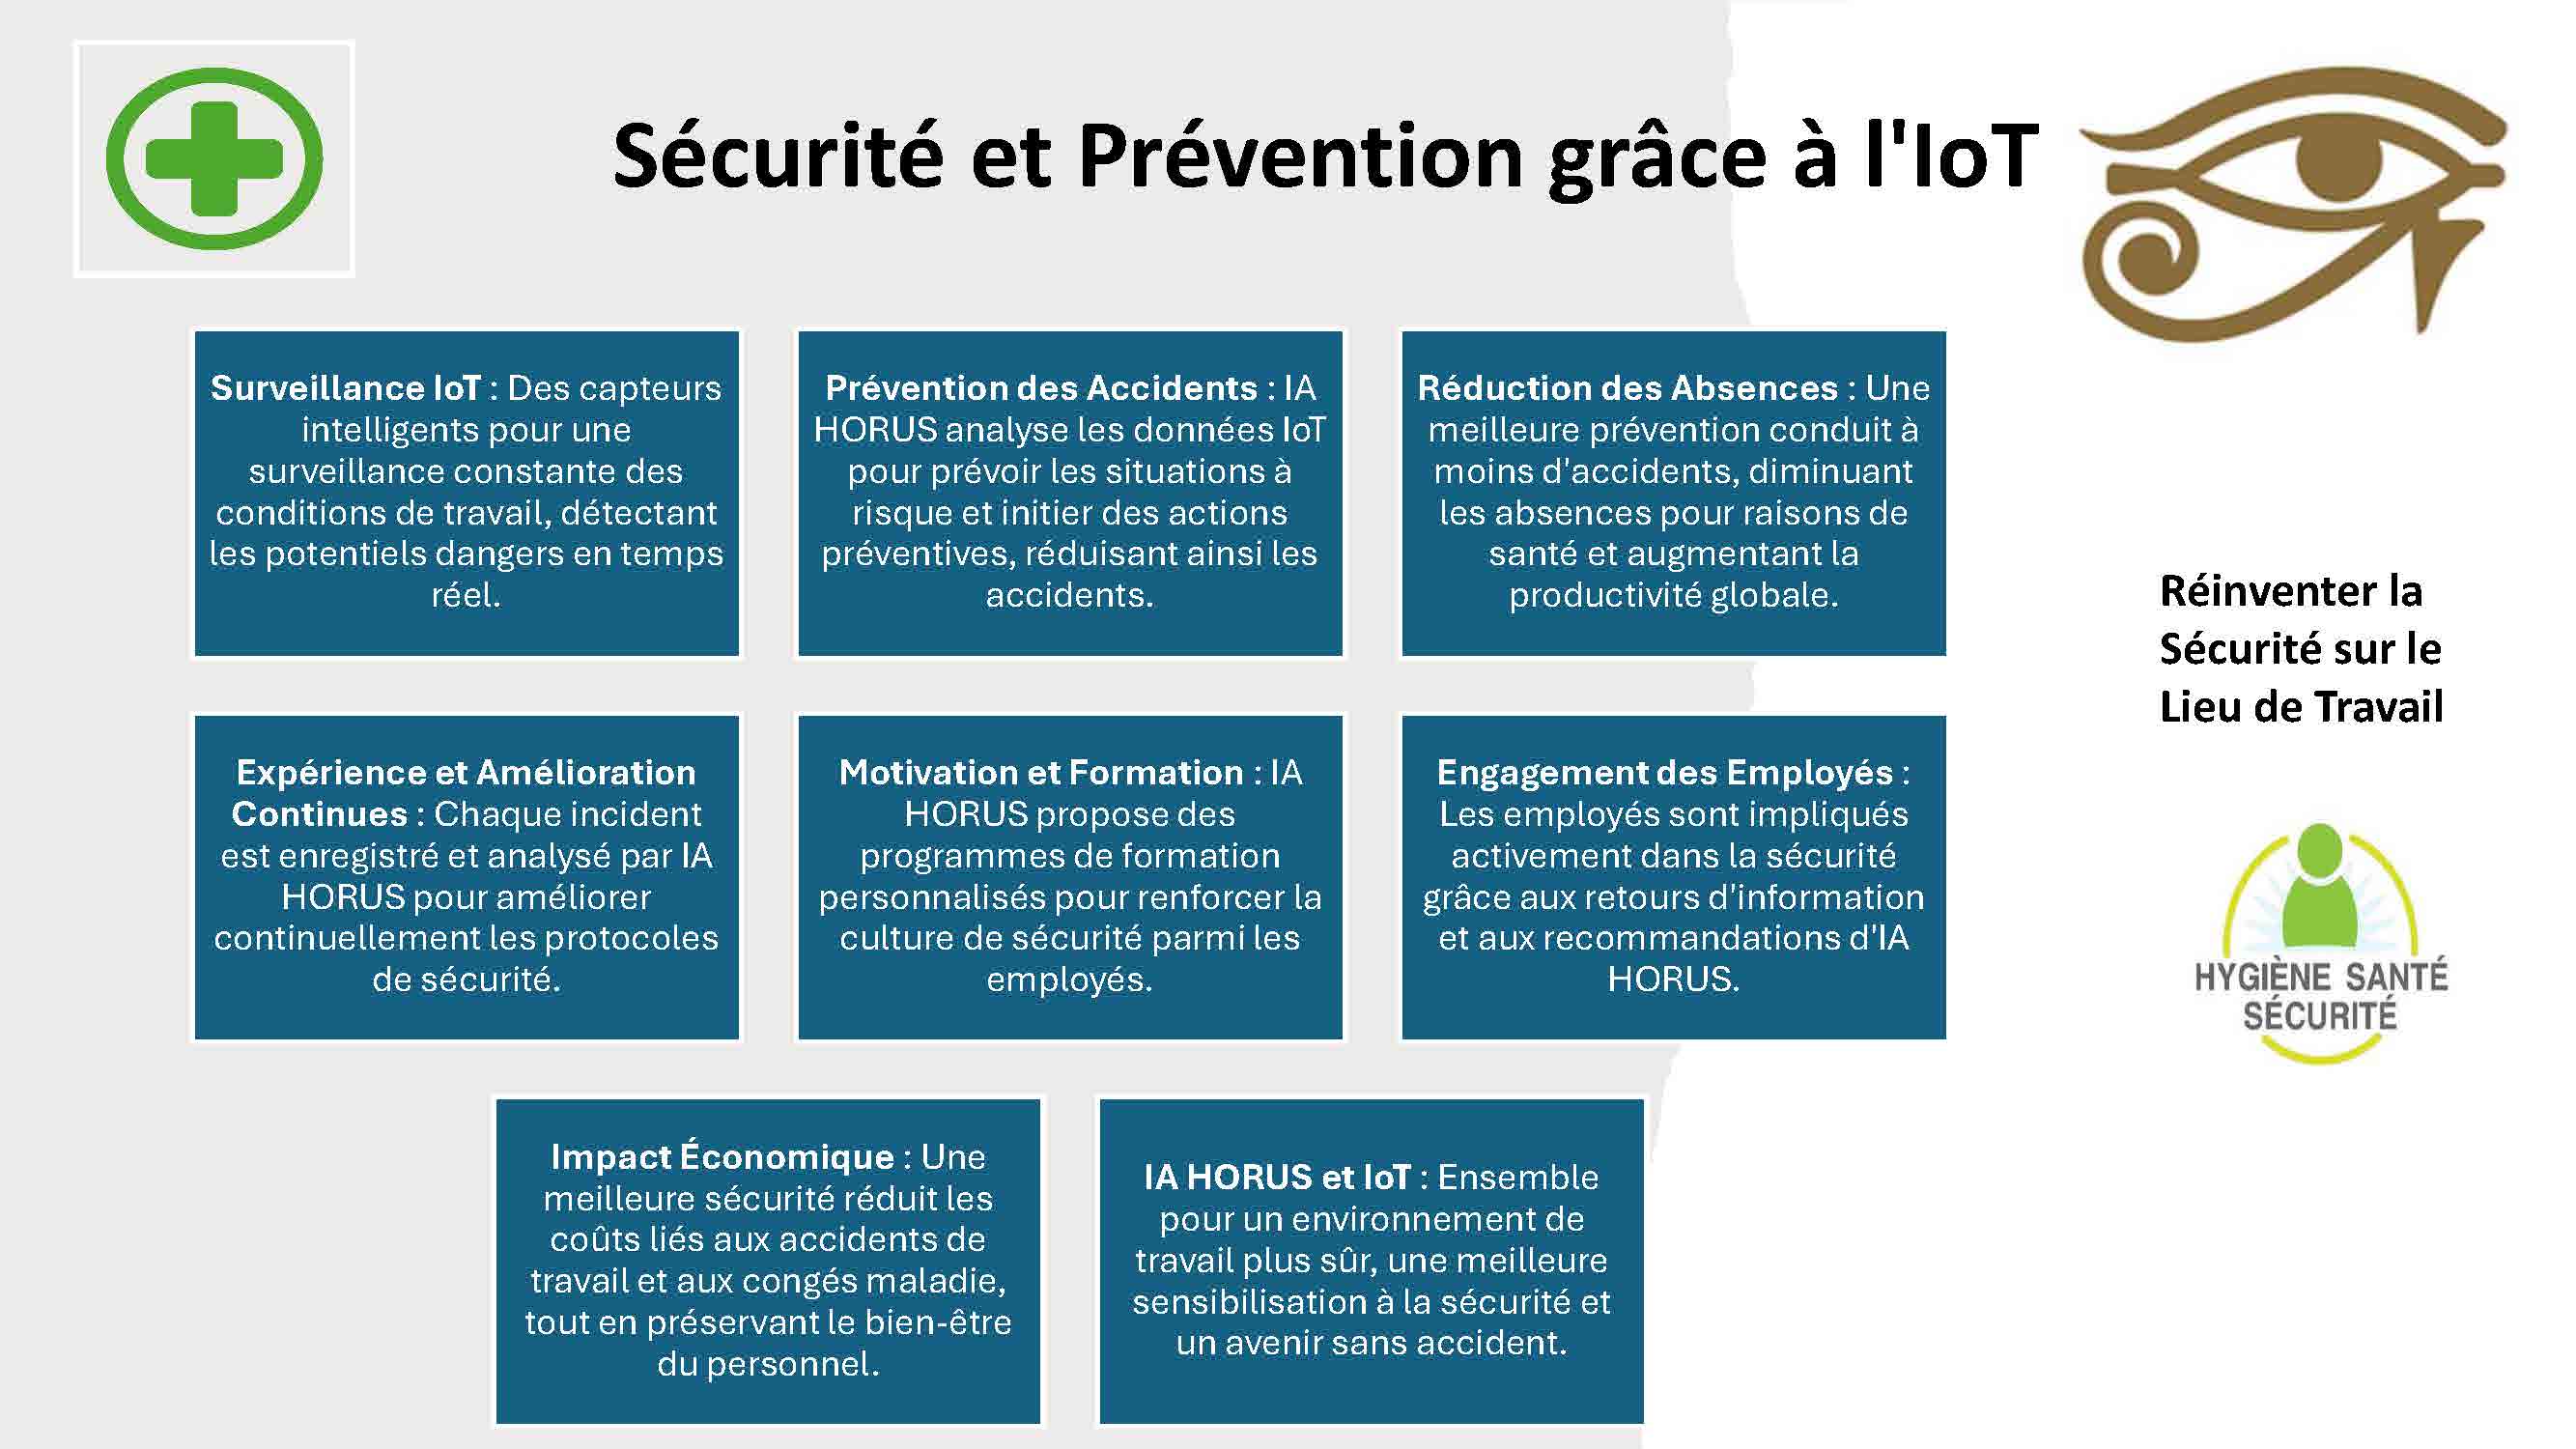 Sécurité et Prévention grâce à l'IoT
Surveillance IoT : Des capteurs
intelligents pour une
surveillance constante des
conditions de travail, détectant
les potentiels dangers en temps
réel.
Prévention des Accidents : IA
HORUS analyse les données IoT
pour prévoir les situations à
risque et initier des actions
préventives, réduisant ainsi les
accidents.
Réduction des Absences : Une
meilleure prévention conduit à
moins d'accidents, diminuant
les absences pour raisons de
santé et augmentant la
productivité globale.
Expérience et Amélioration
Continues : Chaque incident
est enregistré et analysé par IA
HORUS pour améliorer
continuellement les protocoles
de sécurité.
Motivation et Formation : IA
HORUS propose des
programmes de formation
personnalisés pour renforcer la
culture de sécurité parmi les
employés.
Engagement des Employés :
Les employés sont impliqués
activement dans la sécurité
grâce aux retours d'information
et aux recommandations d'IA
HORUS.
Impact Économique : Une
meilleure sécurité réduit les
coûts liés aux accidents de
travail et aux congés maladie,
tout en préservant le bien-être
du personnel.
IA HORUS et IoT : Ensemble
pour un environnement de
travail plus sûr, une meilleure
sensibilisation à la sécurité et
un avenir sans accident.
Réinventer la
Sécurité sur le
Lieu de Travail
HYGIÈNE SANTÉ
SÉCURITÉ